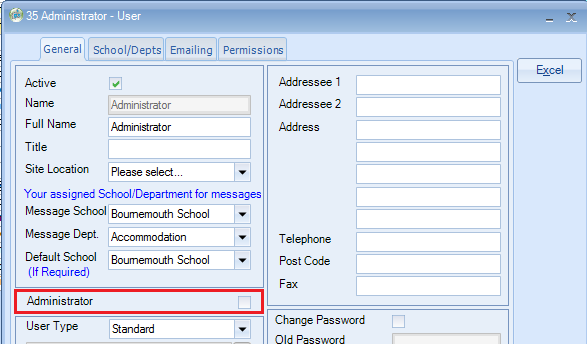 35 Administrator - User
General School/Depts Emailing Permissions
Excel
Active
Name Administrator
Full Name Administrator
Title
Site Location Please select...
Your assigned School/Department for messages
Message School Bournemouth School
Message Dept. Accommodation
Default School Bournemouth School
(If Required)
Administrator
User Type Standard
Addressee 1
Addressee 2
Address
Telephone
Post Code
Fax
Change Password
Old Password